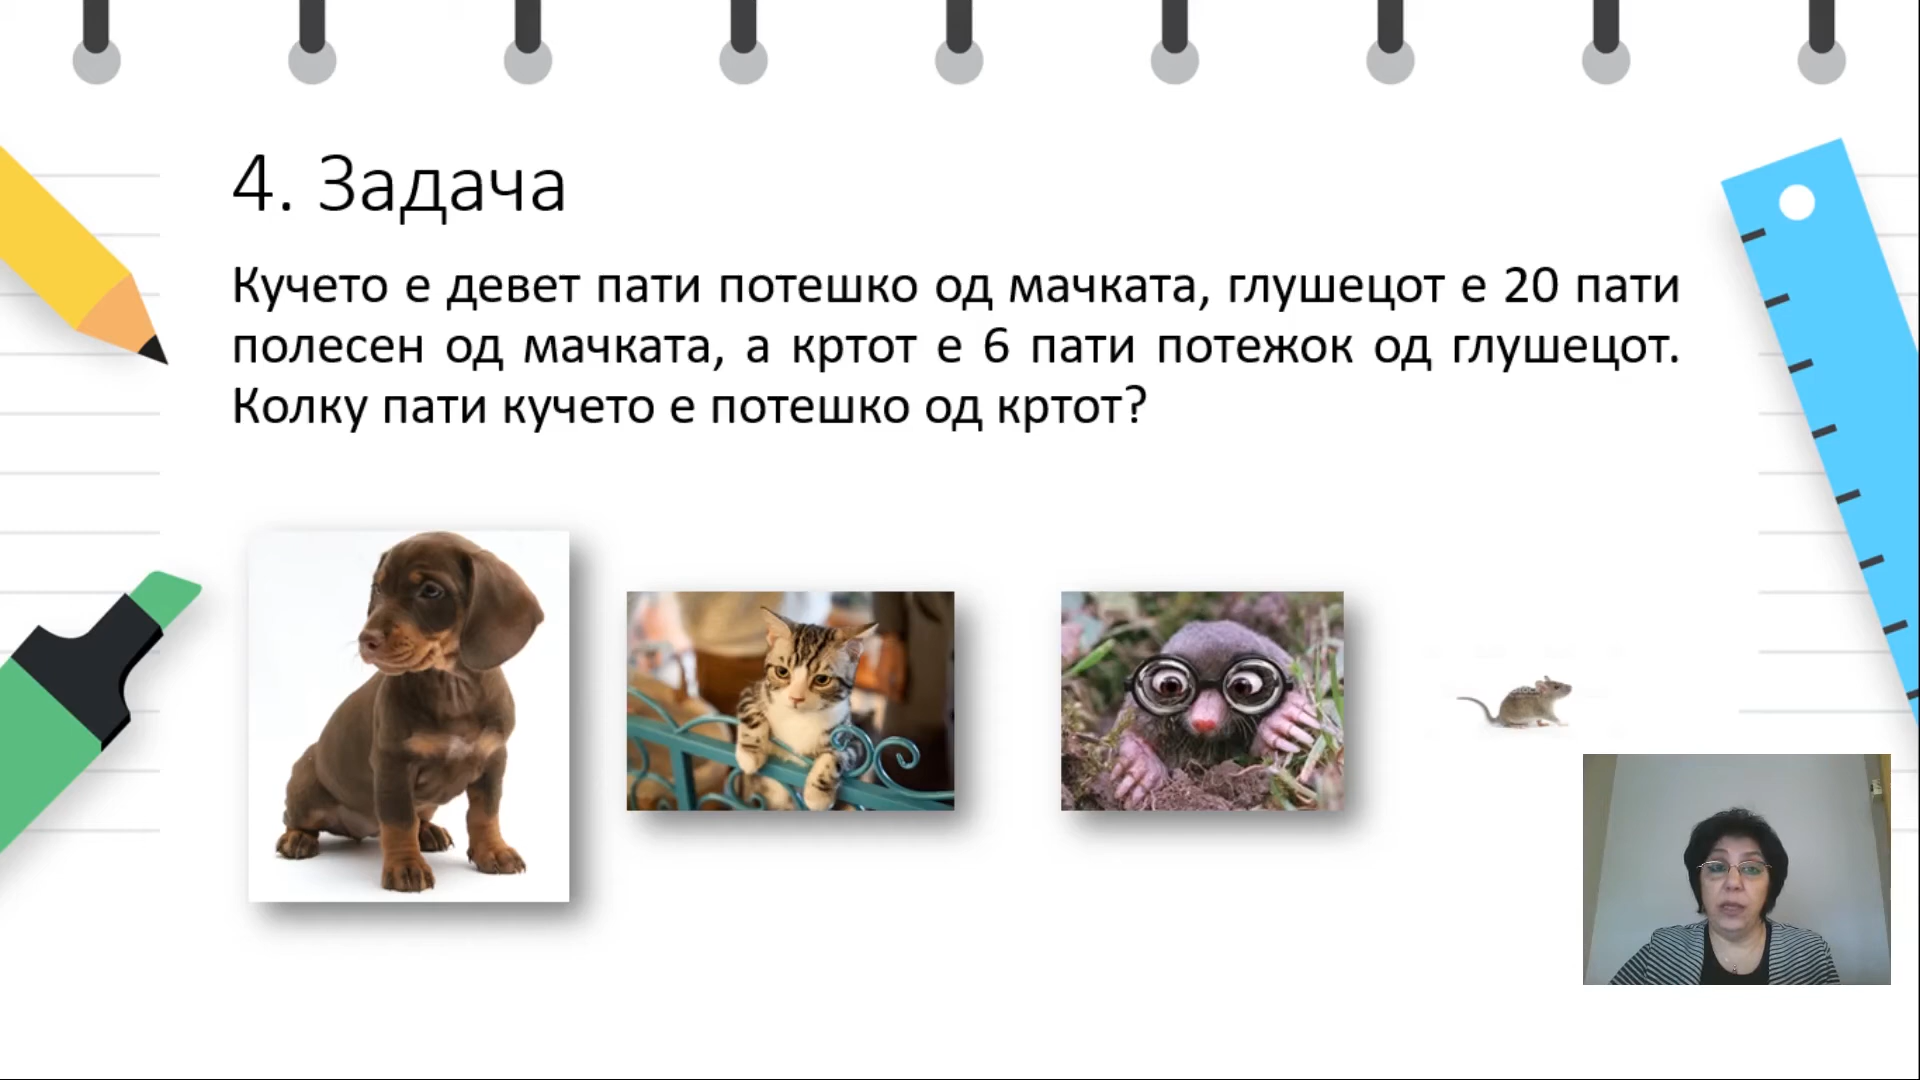 4. Задача
Кучето е девет пати потешко од мачката, глушецот е 20 пати
полесен од мачката, а кртот е 6 пати потежок од глушецот.
Колку пати кучето е потешко од кртот?